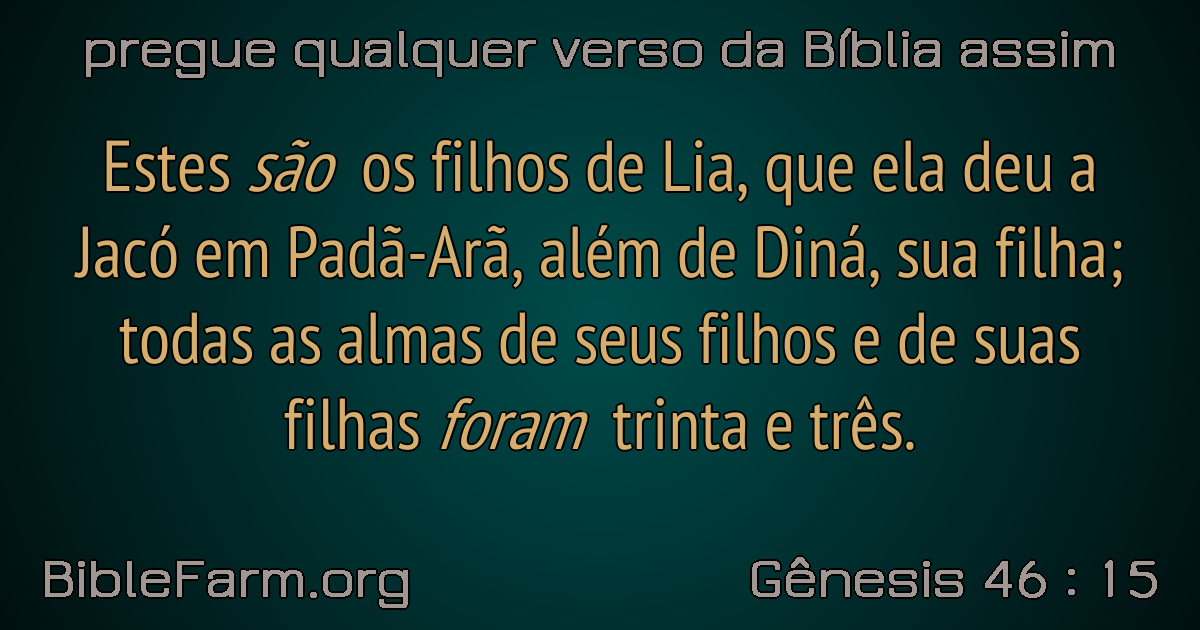 pregue qualquer verso da Bíblia assim
Estes são os filhos de Lia, que ela deu a
Jacó em Padã-Arã, além de Diná, sua filha;
todas as almas de seus filhos e de suas
filhas foram trinta e três.
BibleFarm.org
Gênesis 46 : 15